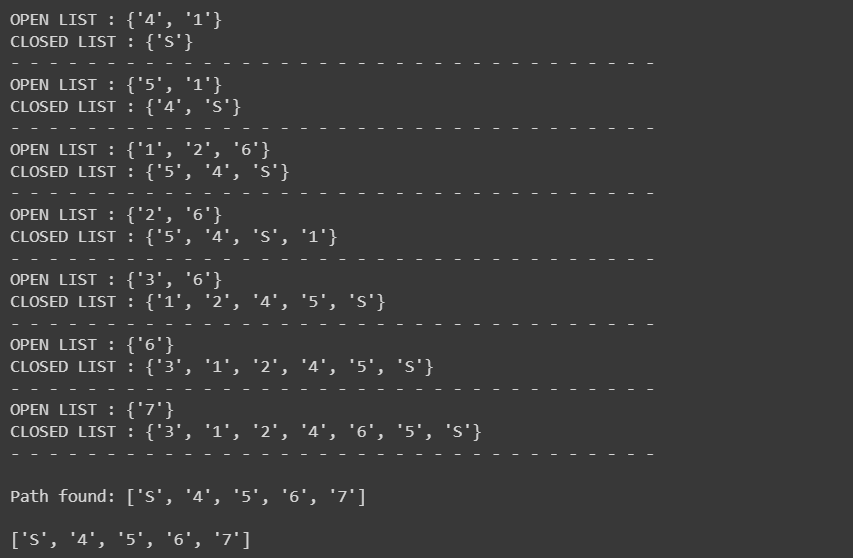 OPEN LIST : {'4', '1'}
CLOSED LIST : {'S'}
- - - - - - - - - - - - - - - - - - - - - - - - - - - - - - - - - -
OPEN LIST : {'5', '1'}
CLOSED LIST : {'4', 'S'}
- - - - - - - - - - - - - - - - - - - - - - - - - - - - - - - - - -
OPEN LIST : {'1', '2', '6'}
CLOSED LIST : {'5', '4', 'S'}
- - - - - - - - - - - - - - - - - - - - - - - - - - - - - - - - - -
OPEN LIST : {'2', '6'}
CLOSED LIST : {'5', '4', 'S', '1'}
- - - - - - - - - - - - - - - - - - - - - - - - - - - - - - - - - -
OPEN LIST : {'3', '6'}
CLOSED LIST : {'1', '2', '4', '5', 'S'}
- - - - - - - - - - - - - - - - - - - - - - - - - - - - - - - - - -
OPEN LIST : {'6'}
CLOSED LIST : {'3', '1', '2', '4', '5', 'S'}
- - - - - - - - - - - - - - - - - - - - - - - - - - - - - - - - - -
OPEN LIST : {'7'}
CLOSED LIST : {'3', '1', '2', '4', '6', '5', 'S'}
- - - - - - - - - - - - - - - - - - - - - - - - - - - - - - - - - -
Path found: ['S', '4', '5', '6', '7']
['S', '4', '5', '6', '7']